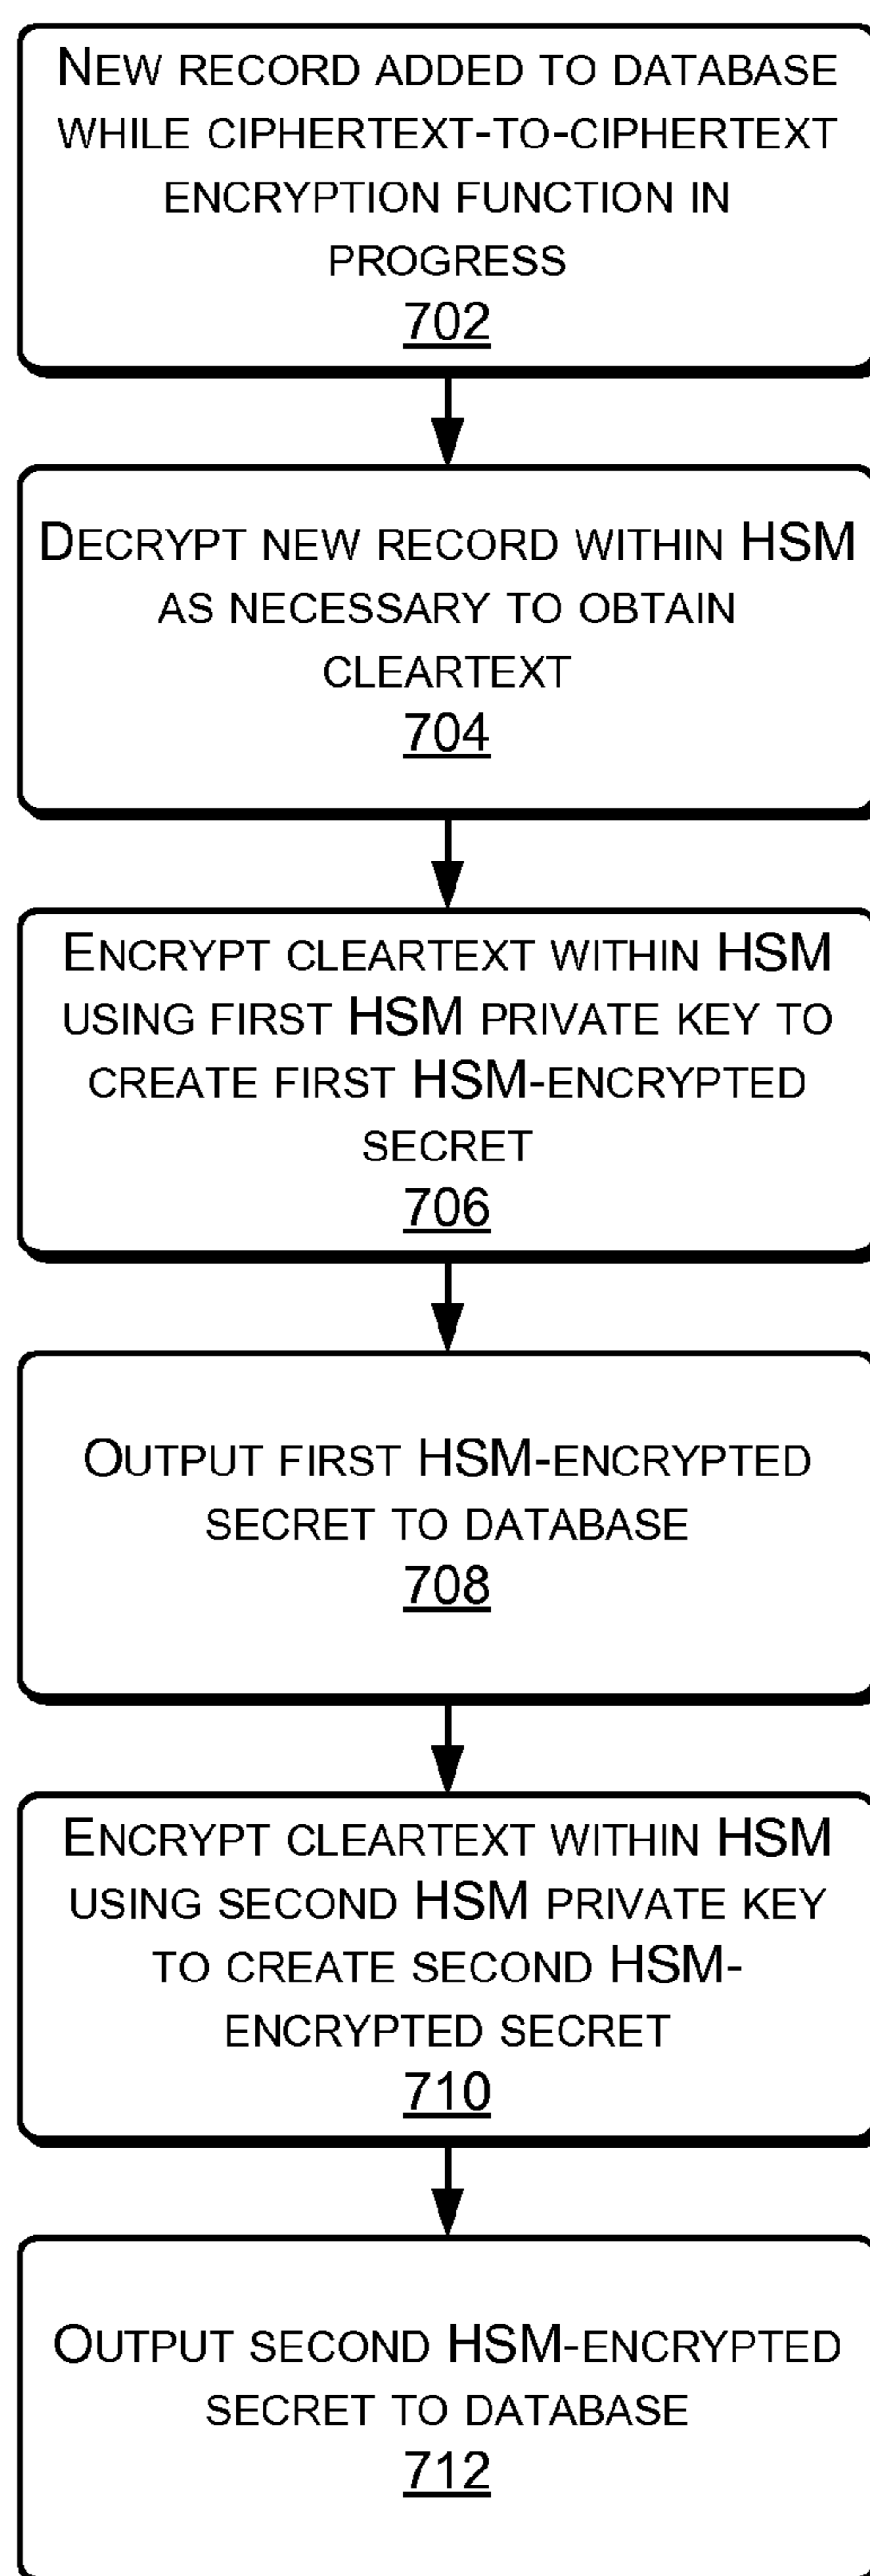 NEW RECORD ADDED TO DATABASE
WHILE CIPHERTEXT-TO-CIPHERTEXT
ENCRYPTION FUNCTION IN
PROGRESS
702
DECRYPT NEW RECORD WITHIN HSM
AS NECESSARY TO OBTAIN
CLEARTEXT
704
ENCRYPT CLEARTEXT WITHIN HSM
USING FIRST HSM PRIVATE KEY TO
CREATE FIRST HSM-ENCRYPTED
SECRET
706
OUTPUT FIRST HSM-ENCRYPTED
SECRET TO DATABASE
708
ENCRYPT CLEARTEXT WITHIN HSM
USING SECOND HSM PRIVATE KEY
TO CREATE SECOND HSM-
ENCRYPTED SECRET
710
OUTPUT SECOND HSM-ENCRYPTED
SECRET TO DATABASE
712